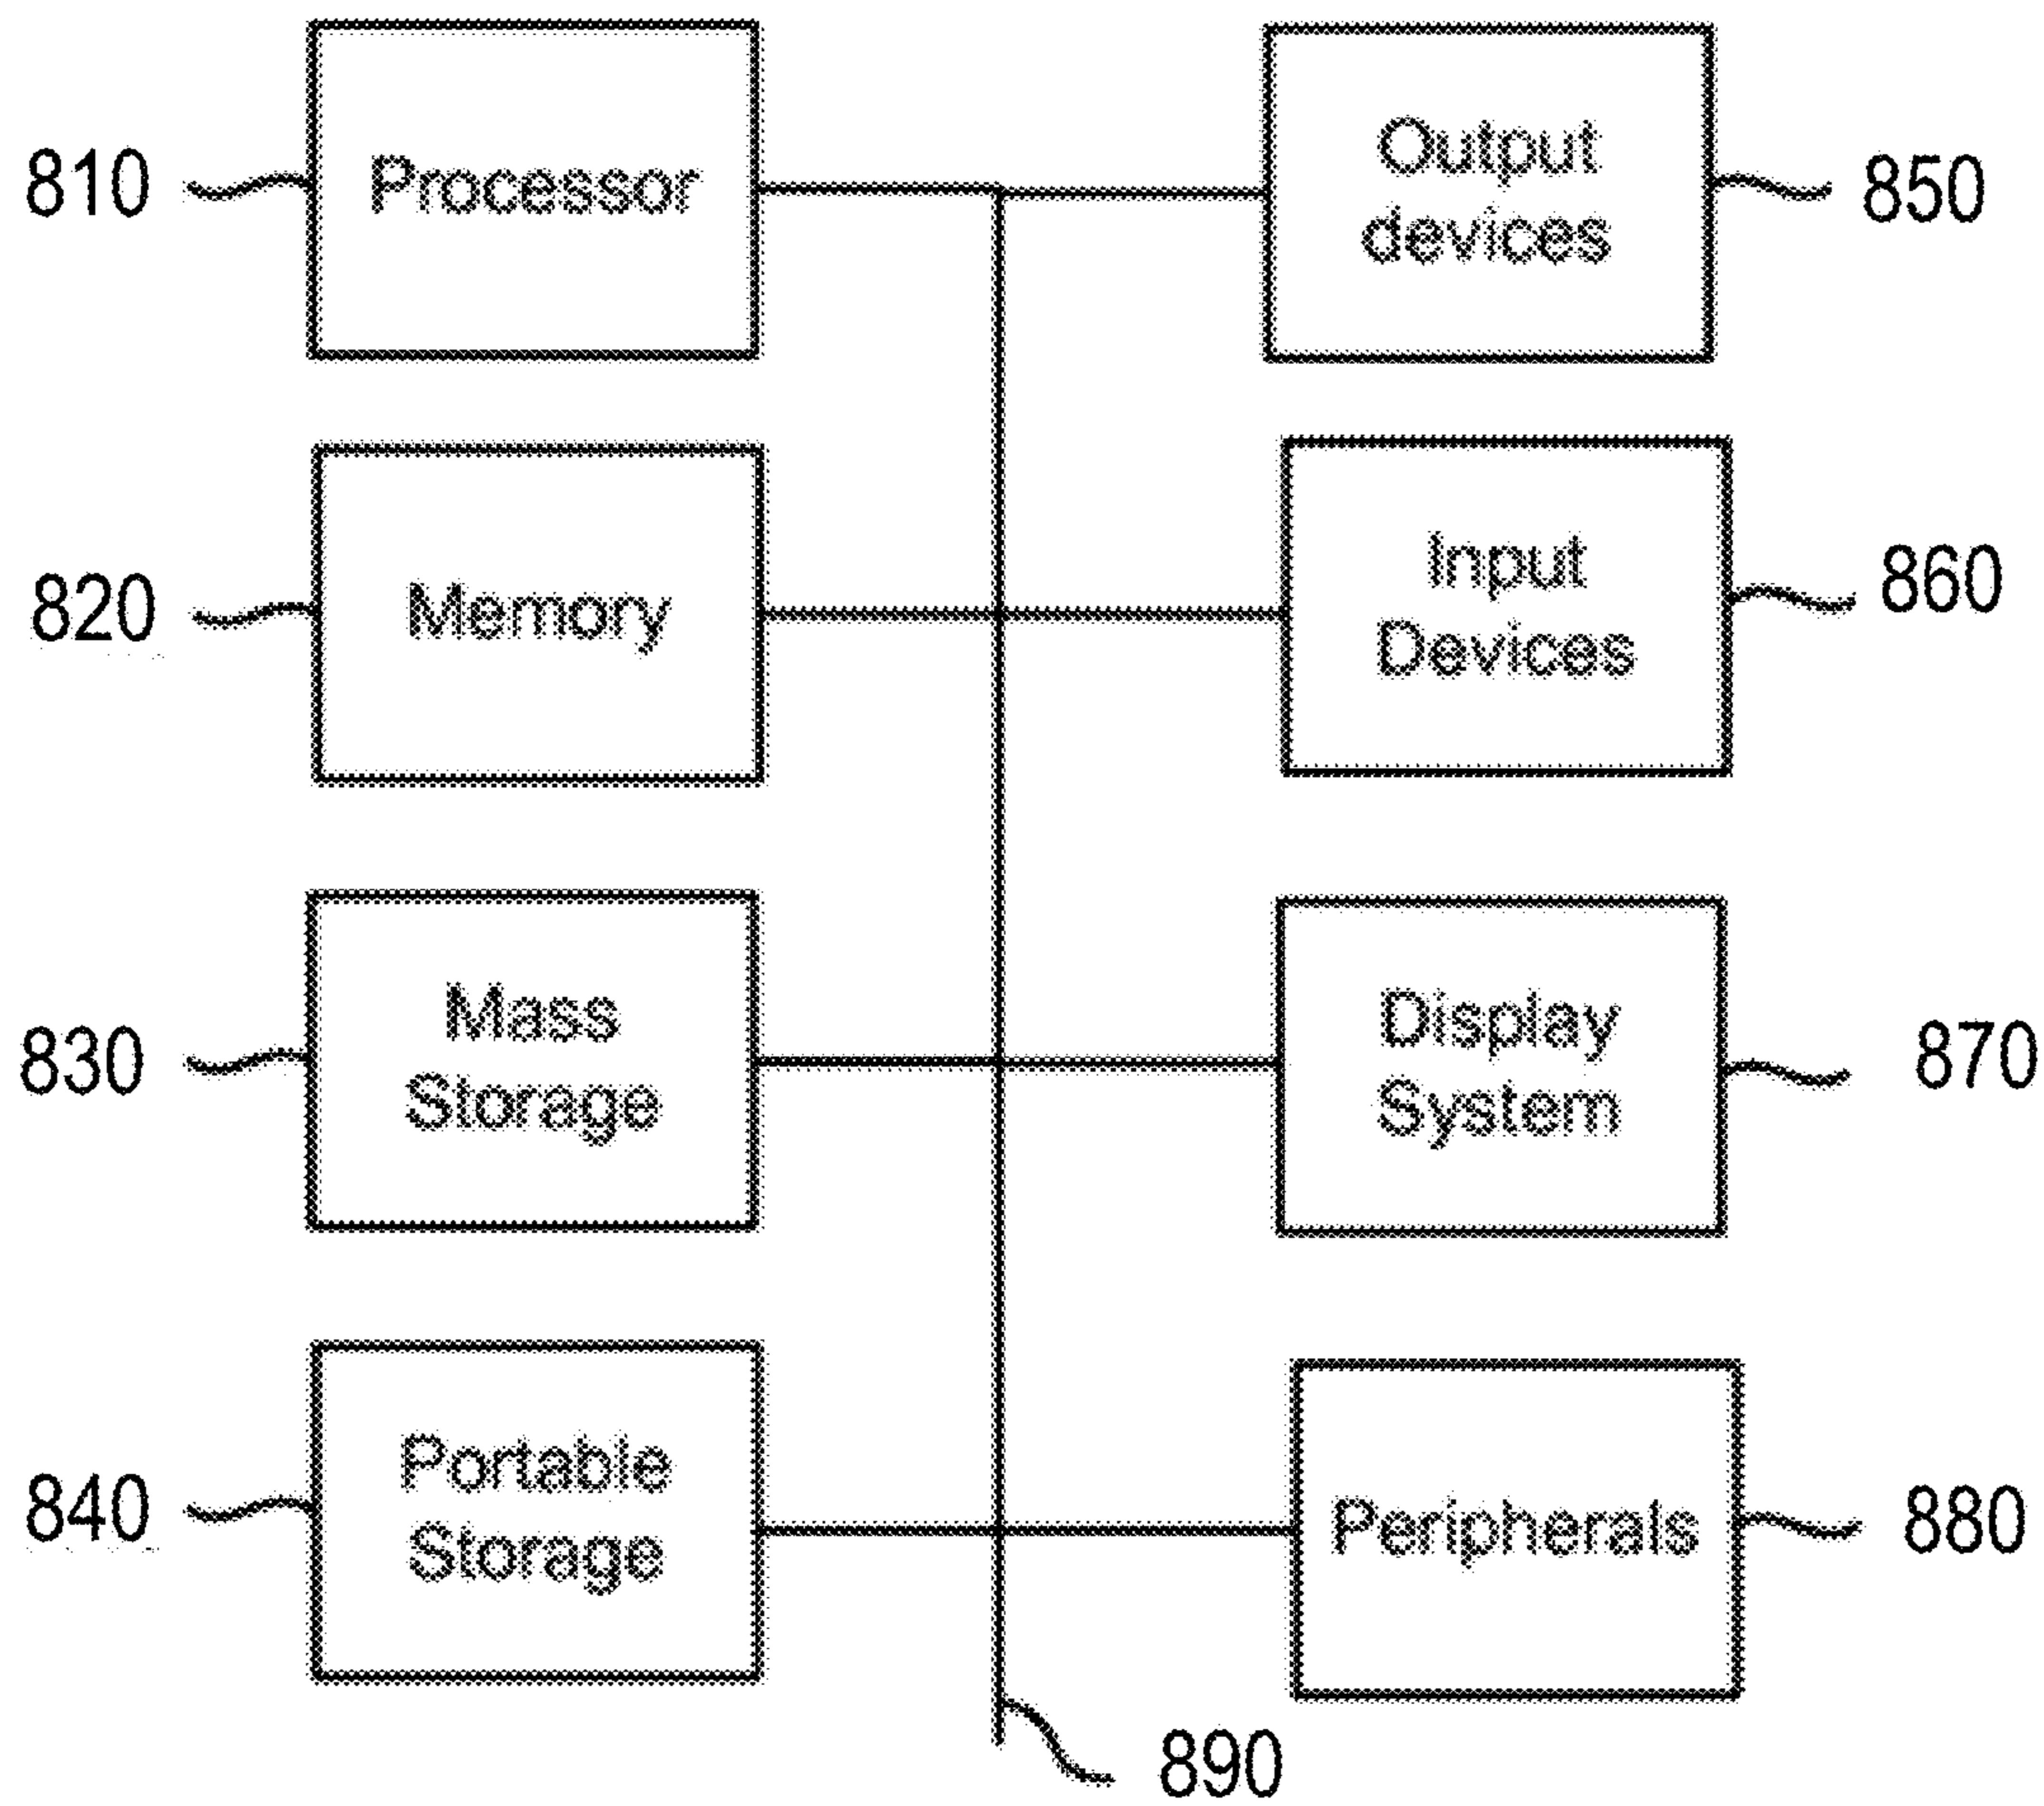 810
Processor
Output
devices
850
820
Memory
Input
Devices
860
830
Mass
Storage
Display
System
870
840
Portable
Storage
Peripherals
880
890